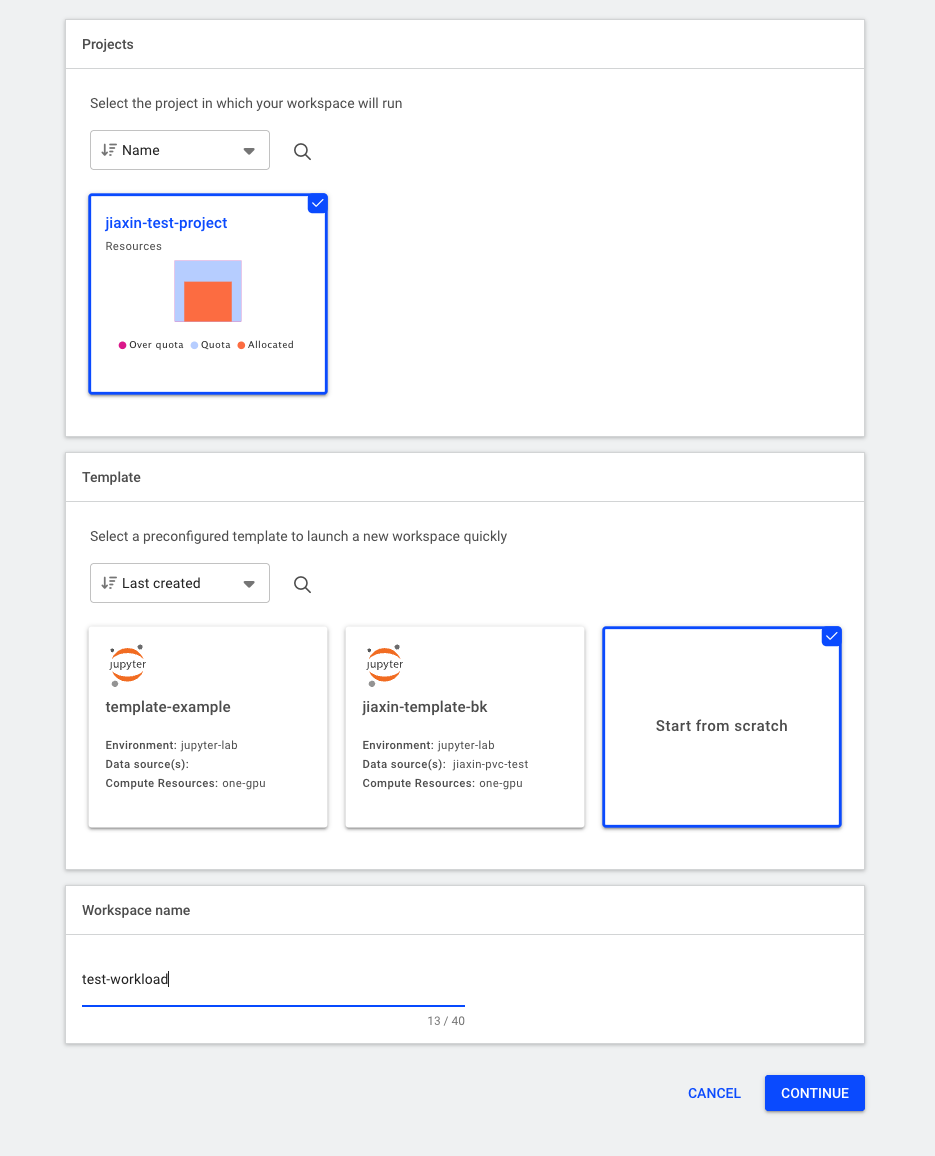 Projects
Select the project in which your workspace will run
Name
jiaxin-test-project
Resources
Over quota Quota Allocated
Template
Select a preconfigured template to launch a new workspace quickly
Last created
jupyter
template-example
Environment: jupyter-lab
Data source(s):
Compute Resources: one-gpu
jupyter
jiaxin-template-bk
Environment: jupyter-lab
Data source(s): jiaxin-pvc-test
Compute Resources: one-gpu
Start from scratch
Workspace name
test-workload
13 / 40
CANCEL CONTINUE